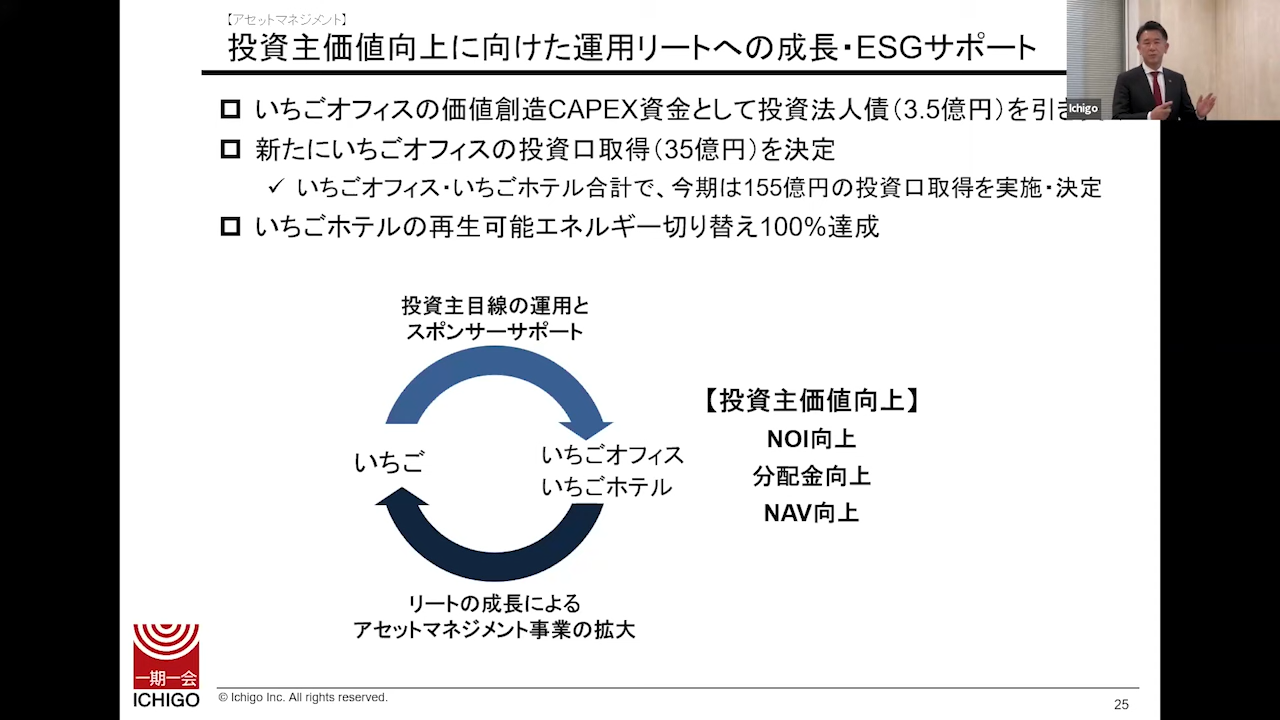 【アセットマネジメント】
投資主価値向上に向けた運用リートへの成長・ESGサポート
いちごオフィスの価値創造CAPEX資金として投資法人債（3.5億円）を引き
Ichigo
新たにいちごオフィスの投資口取得（35億円）を決定
✓ いちごオフィス・いちごホテル合計で、今期は155億円の投資口取得を実施・決定
いちごホテルの再生可能エネルギー切り替え100%達成
投資主目線の運用と
スポンサーサポート
いちご
いちごオフィス
いちごホテル
リートの成長による
アセットマネジメント事業の拡大
【投資主価値向上】
NOI向上
分配金向上
NAV向上
一期一会
ICHIGO
© Ichigo Inc. All rights reserved.
25